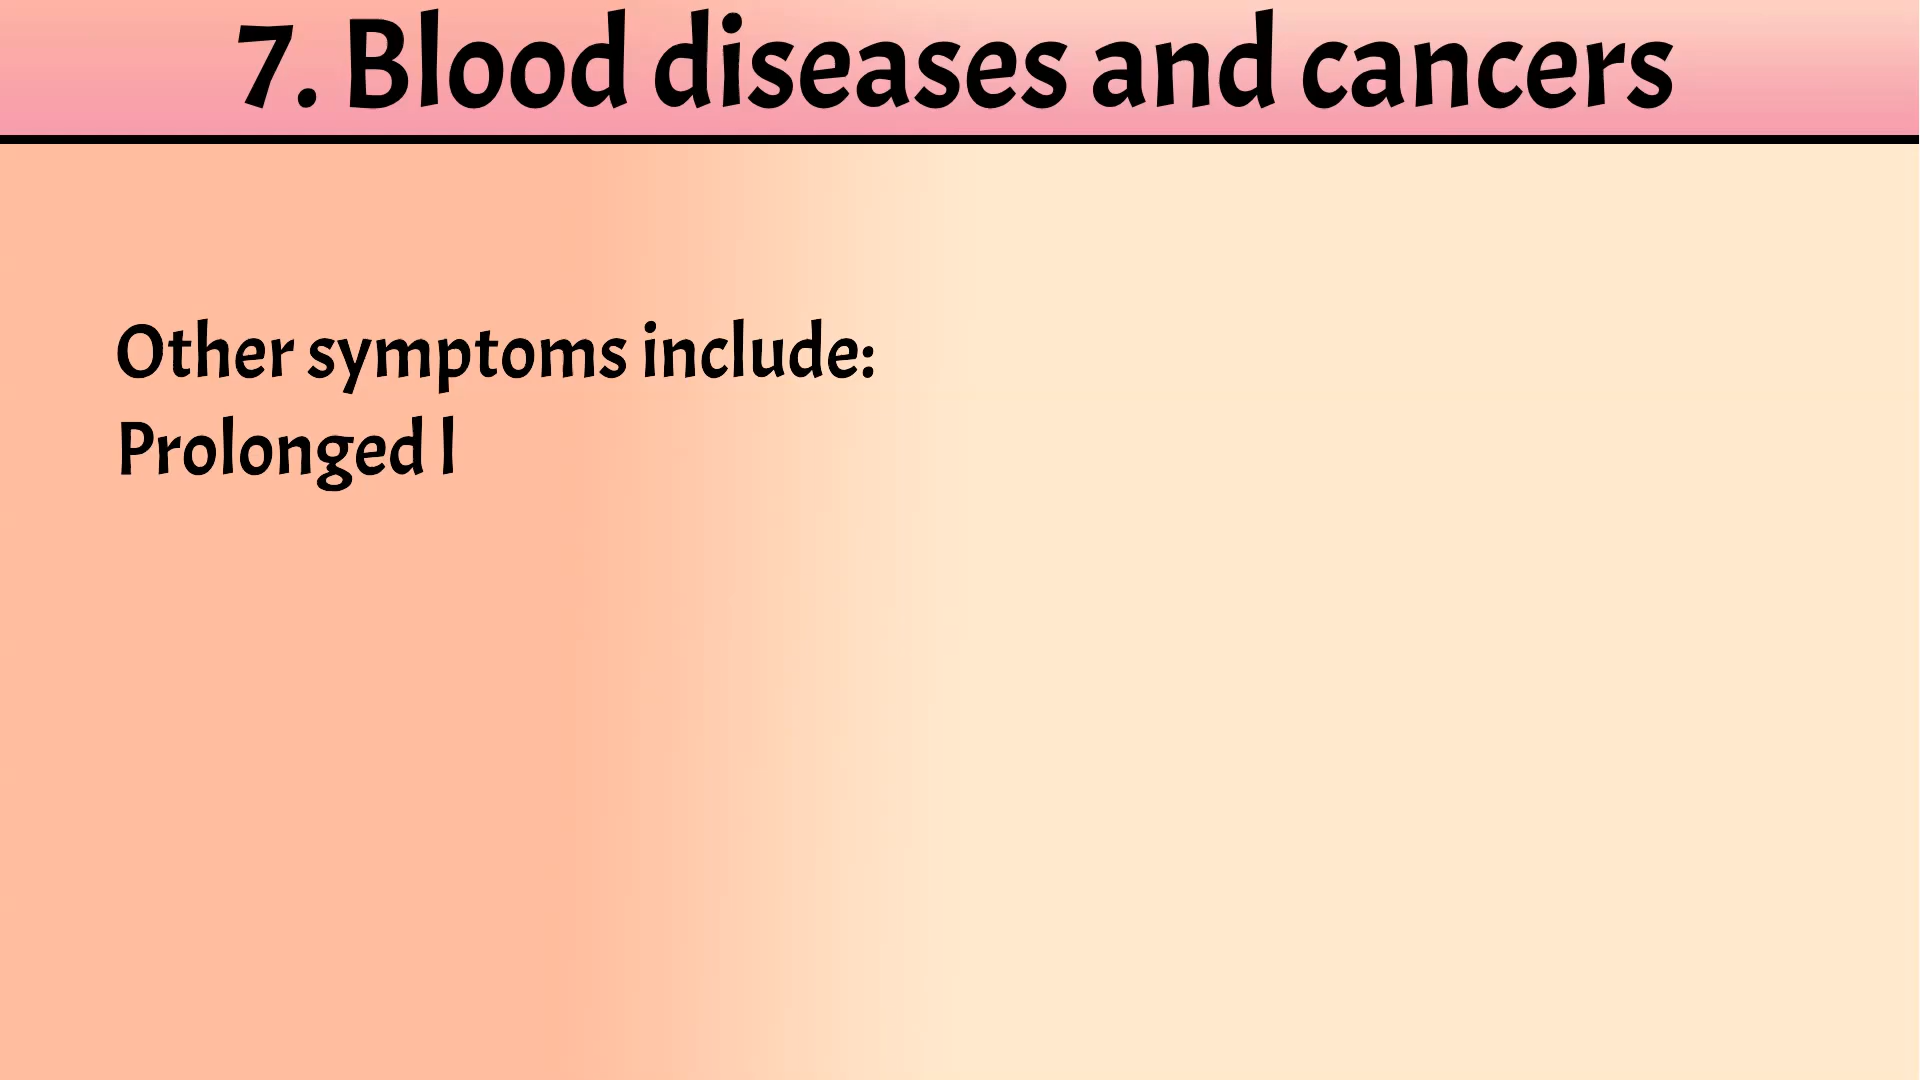 7. Blood diseases and cancers
Other symptoms include:
Prolonged l